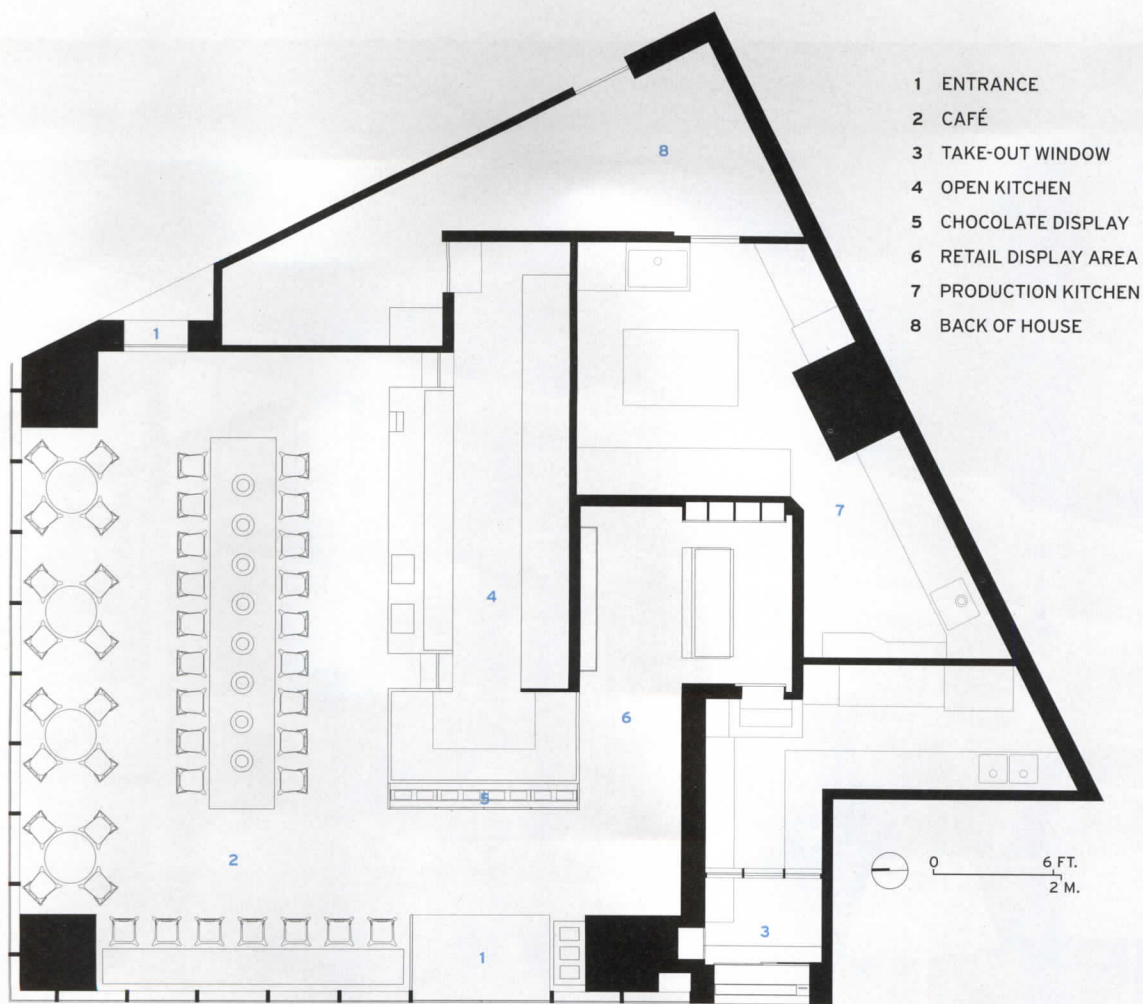 1 ENTRANCE
2 CAFÉ
3 TAKE-OUT WINDOW
4 OPEN KITCHEN
5 CHOCOLATE DISPLAY
6 RETAIL DISPLAY AREA
7 PRODUCTION KITCHEN
8 BACK OF HOUSE
8
1
7
4
6
5
2
0 6 FT.
2 M.
3
1